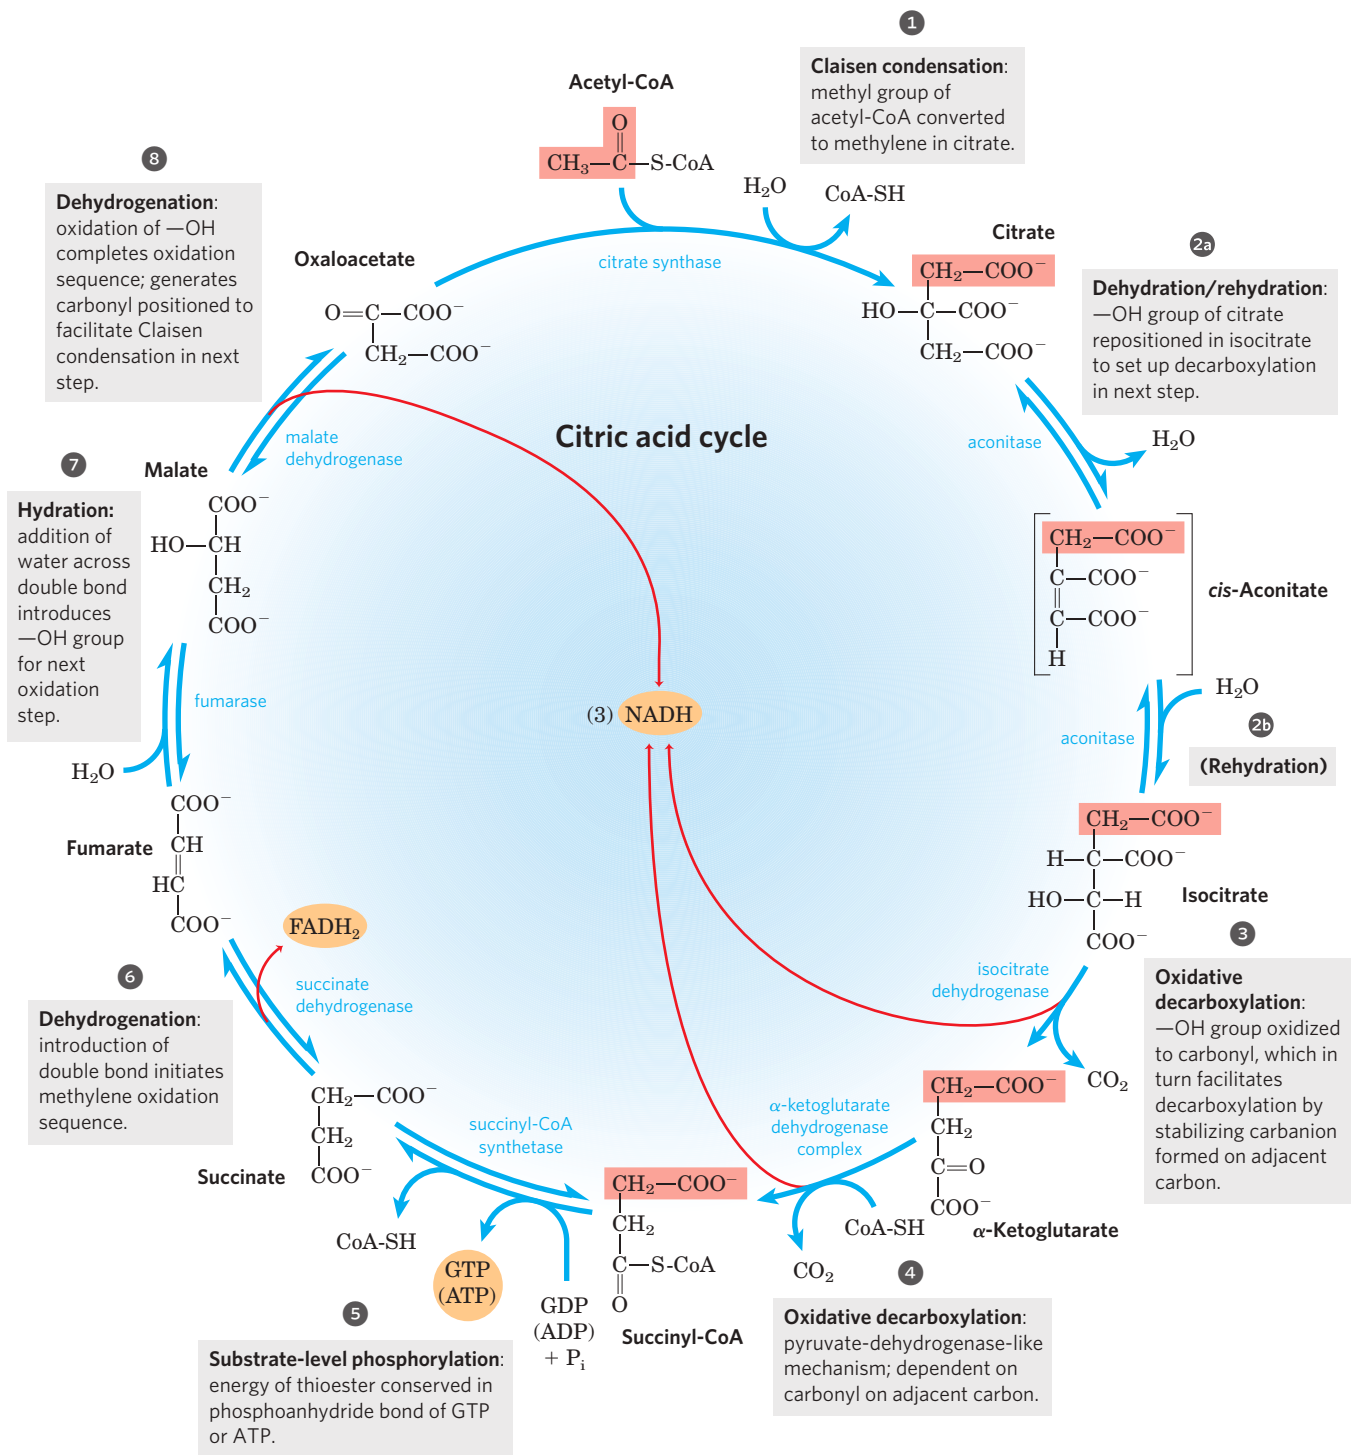 1
Claisen condensation:
methyl group of
acetyl-CoA converted
to methylene in citrate.
Acetyl-CoA
O
CH₃—C—S-CoA
H₂O
CoA-SH
citrate synthase
Citrate
CH₂—COO⁻
HO—C—COO⁻
CH₂—COO⁻
2a
Dehydration/rehydration:
—OH group of citrate
repositioned in isocitrate
to set up decarboxylation
in next step.
aconitase
H₂O
CH₂—COO⁻
C—COO⁻
C—COO⁻
H
cis-Aconitate
H₂O
aconitase
2b
(Rehydration)
CH₂—COO⁻
H—C—COO⁻
HO—C—H
COO⁻
Isocitrate
3
Oxidative
decarboxylation:
—OH group oxidized
to carbonyl, which in
turn facilitates
decarboxylation by
stabilizing carbanion
formed on adjacent
carbon.
isocitrate
dehydrogenase
CO₂
CH₂—COO⁻
CH₂
C=O
COO⁻
α-Ketoglutarate
α-ketoglutarate
dehydrogenase
complex
CoA-SH
CO₂
4
Oxidative decarboxylation:
pyruvate-dehydrogenase-like
mechanism; dependent on
carbonyl on adjacent carbon.
CH₂—COO⁻
CH₂
C—S-CoA
O
Succinyl-CoA
succinyl-CoA
synthetase
GDP
(ADP)
+ Pᵢ
GTP
(ATP)
CoA-SH
5
Substrate-level phosphorylation:
energy of thioester conserved in
phosphoanhydride bond of GTP
or ATP.
CH₂—COO⁻
CH₂
COO⁻
Succinate
6
Dehydrogenation:
introduction of
double bond initiates
methylene oxidation
sequence.
succinate
dehydrogenase
FADH₂
COO⁻
CH
HC
COO⁻
Fumarate
H₂O
fumarase
7
Hydration:
addition of
water across
double bond
introduces
—OH group
for next
oxidation
step.
Malate
COO⁻
HO—CH
CH₂
COO⁻
malate
dehydrogenase
8
Dehydrogenation:
oxidation of —OH
completes oxidation
sequence; generates
carbonyl positioned to
facilitate Claisen
condensation in next
step.
Oxaloacetate
O=C—COO⁻
CH₂—COO⁻
Citric acid cycle
(3) NADH